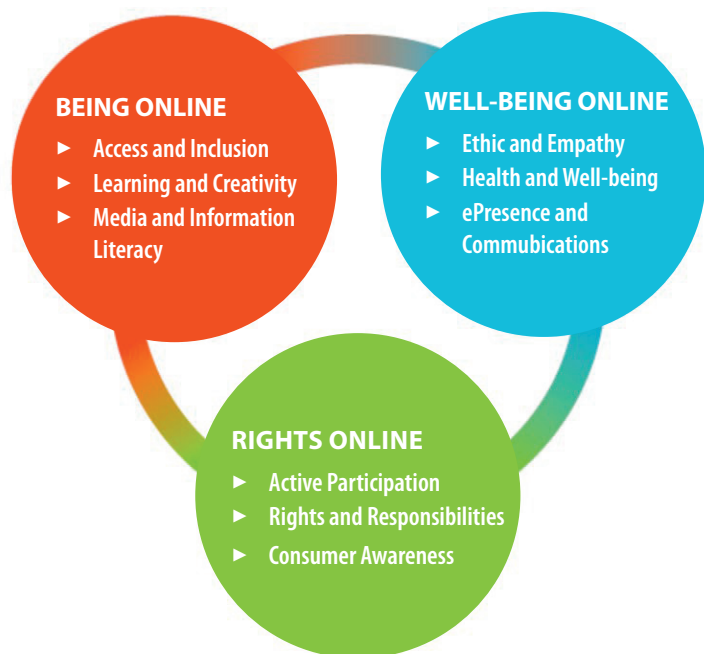 BEING ONLINE
► Access and Inclusion
► Learning and Creativity
► Media and Information
Literacy
WELL-BEING ONLINE
► Ethic and Empathy
► Health and Well-being
► ePresence and
Commubications
RIGHTS ONLINE
► Active Participation
► Rights and Responsibilities
► Consumer Awareness